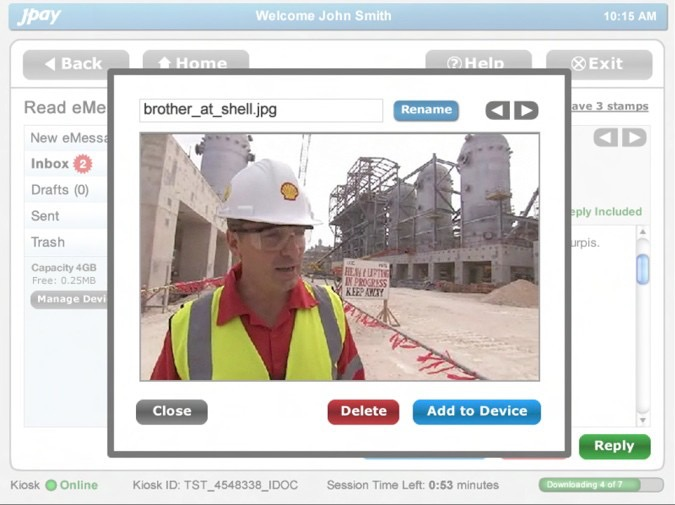 jpay
Welcome John Smith
10:15 AM
Back
Home
Help
Exit
Read eMe
ave 3 stamps
brother_at_shell.jpg
Rename
New eMessa
Inbox 2
Drafts (0)
Sent
Trash
Capacity 4GB
Free: 0.25MB
Manage Devi
eply Included
urpis.
LIFTING
IN PROGRESS
KEEP AWAY
Close
Delete
Add to Device
Reply
Kiosk Online
Kiosk ID: TST_4548338_IDOC
Session Time Left: 0:53 minutes
Downloading 4 of 7